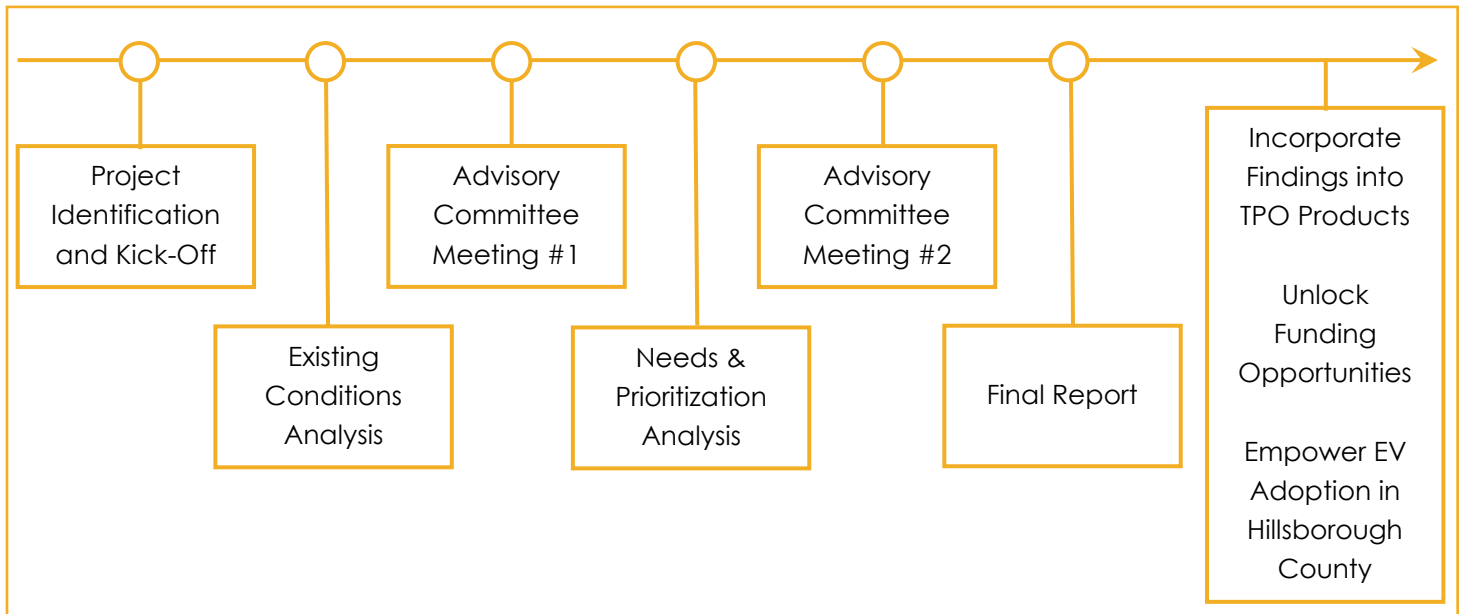 Project
Identification
and Kick-Off
Existing
Conditions
Analysis
Advisory
Committee
Meeting #1
Needs &
Prioritization
Analysis
Advisory
Committee
Meeting #2
Final Report
Incorporate
Findings into
TPO Products
Unlock
Funding
Opportunities
Empower EV
Adoption in
Hillsborough
County